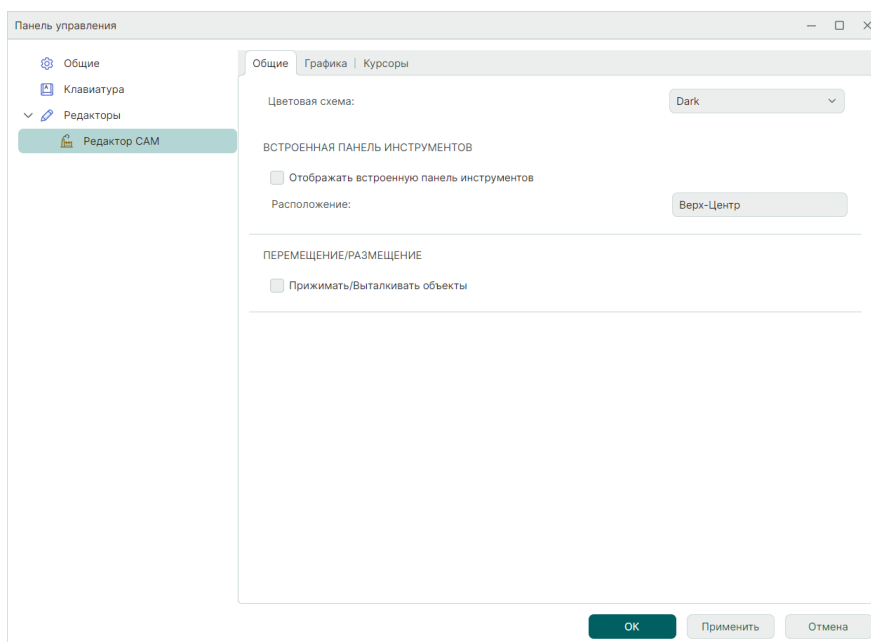 Панель управления
Общие
Клавиатура
Редакторы
Редактор CAM
Общие Графика Курсоры
Цветовая схема: Dark
ВСТРОЕННАЯ ПАНЕЛЬ ИНСТРУМЕНТОВ
Отображать встроенную панель инструментов
Расположение: Верх-Центр
ПЕРЕМЕЩЕНИЕ/РАЗМЕЩЕНИЕ
Прижимать/Выталкивать объекты
ОК Применить Отмена